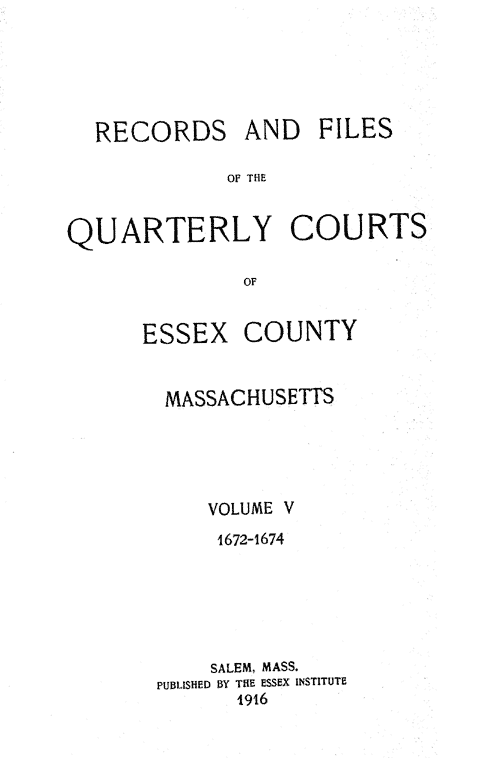 RECORDS AND FILES
OF THE
QUARTERLY COURTS
OF
ESSEX COUNTY
MASSACHUSETTS
VOLUME V
1672-1674
SALEM, MASS.
PUBLISHED BY THE ESSEX INSTITUTE
1916